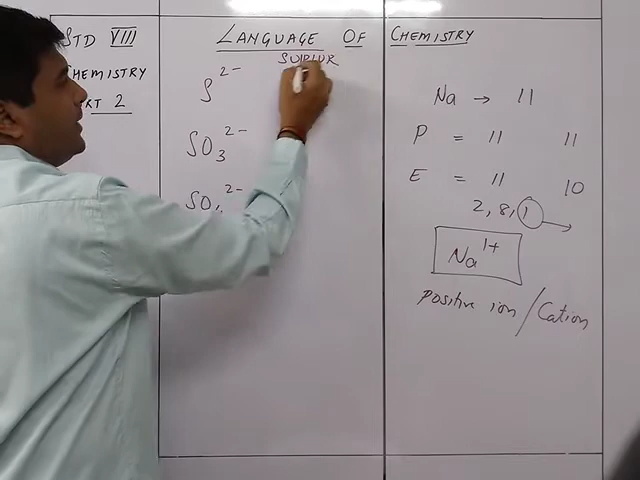 STD VIII
CHEMISTRY
PART 2
LANGUAGE OF CHEMISTRY
SULPUR
S 2-
SO3 2-
SO4 2-
Na → 11
P = 11 11
E = 11 10
2, 8, 1 →
Na 1+
Positive ion / Cation